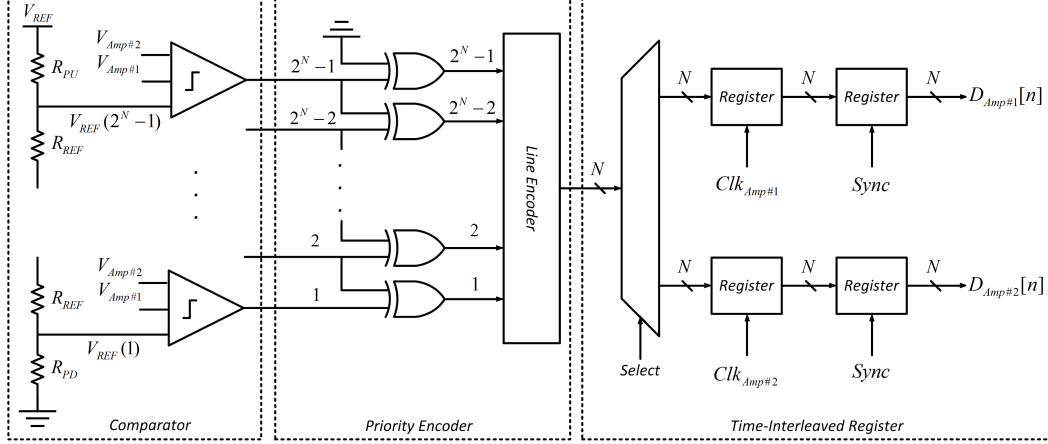 V_REF
R_PU
R_REF
V_Amp#2
V_Amp#1
V_REF(2^N−1)
R_REF
R_PD
V_Amp#2
V_Amp#1
V_REF(1)
Comparator
2^N−1
2^N−2
2
1
2^N−1
2^N−2
2
1
Line Encoder
Priority Encoder
N
Select
N
Register
N
Register
N
D_Amp#1[n]
Clk_Amp#1
Sync
N
Register
N
Register
N
D_Amp#2[n]
Clk_Amp#2
Sync
Time-Interleaved Register